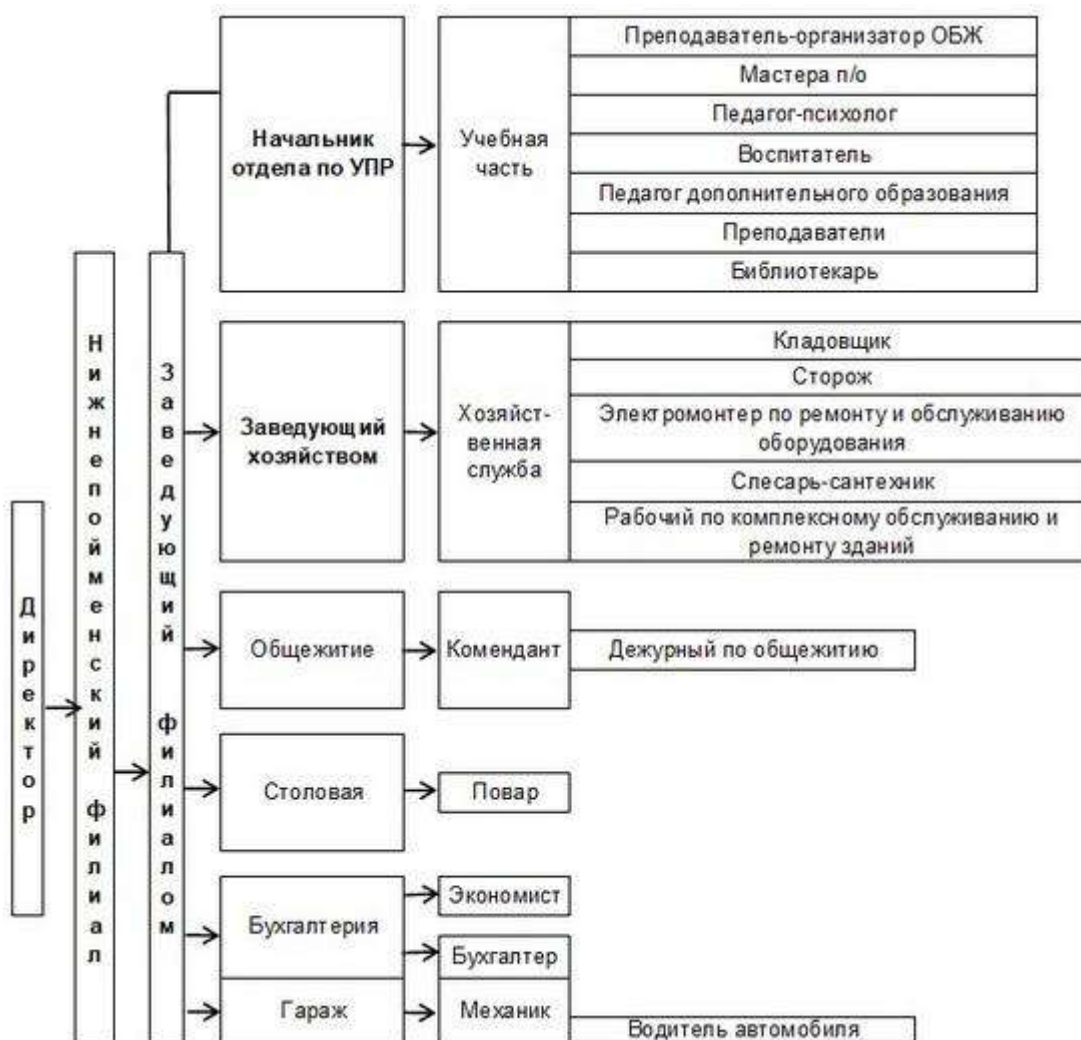 Директор
Нижнепойменский филиал
Заведующий филиалом
Начальник
отдела по УПР
Учебная
часть
Преподаватель-организатор ОБЖ
Мастера п/о
Педагог-психолог
Воспитатель
Педагог дополнительного образования
Преподаватели
Библиотекарь
Заведующий
хозяйством
Хозяйст-
венная
служба
Кладовщик
Сторож
Электромонтер по ремонту и обслуживанию
оборудования
Слесарь-сантехник
Рабочий по комплексному обслуживанию и
ремонту зданий
Общежитие
Комендант
Дежурный по общежитию
Столовая
Повар
Бухгалтерия
Экономист
Бухгалтер
Гараж
Механик
Водитель автомобиля